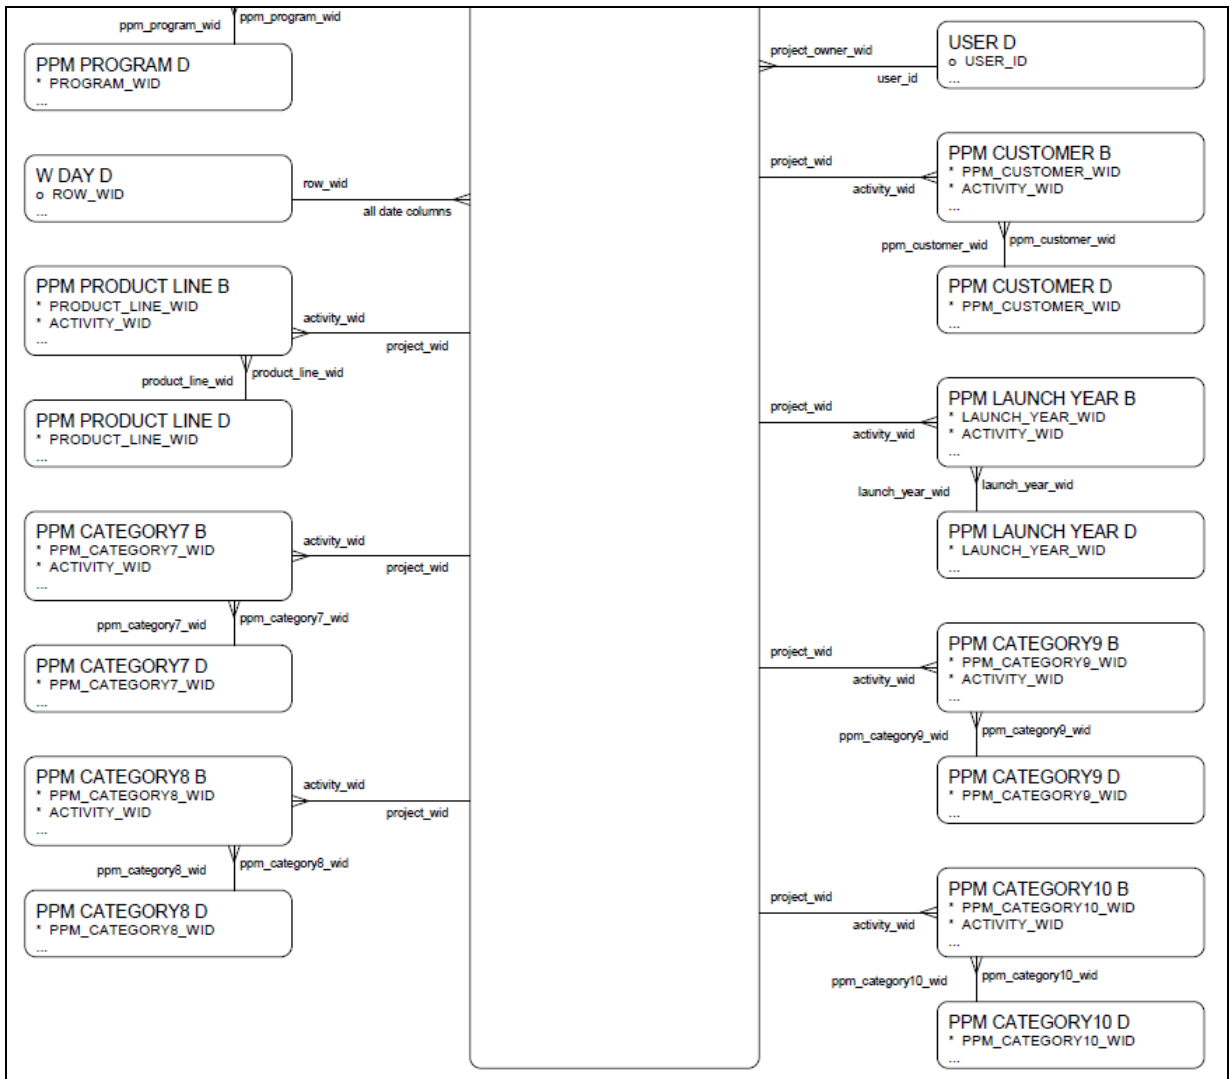 ppm_program_wid
ppm_program_wid
PPM PROGRAM D
* PROGRAM_WID
...
W DAY D
o ROW_WID
...
row_wid
all date columns
PPM PRODUCT LINE B
* PRODUCT_LINE_WID
* ACTIVITY_WID
...
activity_wid
project_wid
product_line_wid
product_line_wid
PPM PRODUCT LINE D
* PRODUCT_LINE_WID
...
PPM CATEGORY7 B
* PPM_CATEGORY7_WID
* ACTIVITY_WID
...
activity_wid
project_wid
ppm_category7_wid
ppm_category7_wid
PPM CATEGORY7 D
* PPM_CATEGORY7_WID
...
PPM CATEGORY8 B
* PPM_CATEGORY8_WID
* ACTIVITY_WID
...
activity_wid
project_wid
ppm_category8_wid
ppm_category8_wid
PPM CATEGORY8 D
* PPM_CATEGORY8_WID
...
project_owner_wid
user_id
USER D
o USER_ID
...
project_wid
activity_wid
PPM CUSTOMER B
* PPM_CUSTOMER_WID
* ACTIVITY_WID
...
ppm_customer_wid
ppm_customer_wid
PPM CUSTOMER D
* PPM_CUSTOMER_WID
...
project_wid
activity_wid
PPM LAUNCH YEAR B
* LAUNCH_YEAR_WID
* ACTIVITY_WID
...
launch_year_wid
launch_year_wid
PPM LAUNCH YEAR D
* LAUNCH_YEAR_WID
...
project_wid
activity_wid
PPM CATEGORY9 B
* PPM_CATEGORY9_WID
* ACTIVITY_WID
...
ppm_category9_wid
ppm_category9_wid
PPM CATEGORY9 D
* PPM_CATEGORY9_WID
...
project_wid
activity_wid
PPM CATEGORY10 B
* PPM_CATEGORY10_WID
* ACTIVITY_WID
...
ppm_category10_wid
ppm_category10_wid
PPM CATEGORY10 D
* PPM_CATEGORY10_WID
...